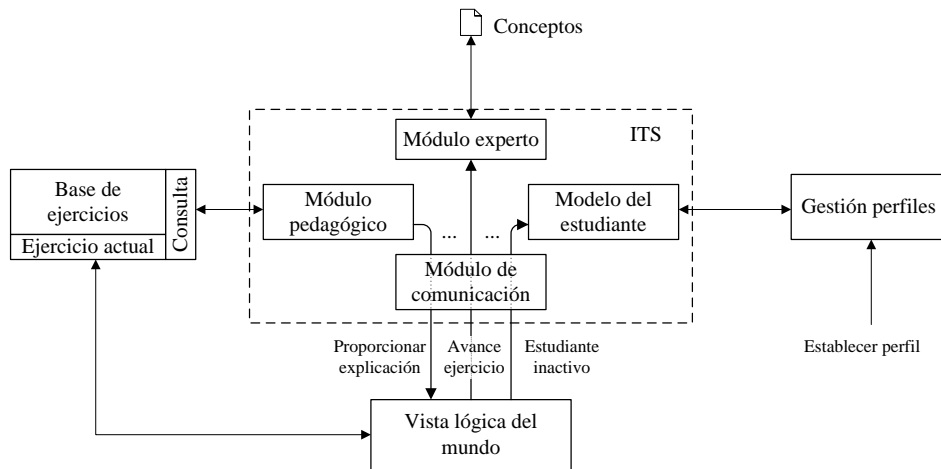 Conceptos
ITS
Módulo experto
Base de
ejercicios
Ejercicio actual
Consulta
Módulo
pedagógico
...
...
Modelo del
estudiante
Gestión perfiles
Módulo de
comunicación
Proporcionar
explicación
Avance
ejercicio
Estudiante
inactivo
Establecer perfil
Vista lógica del
mundo